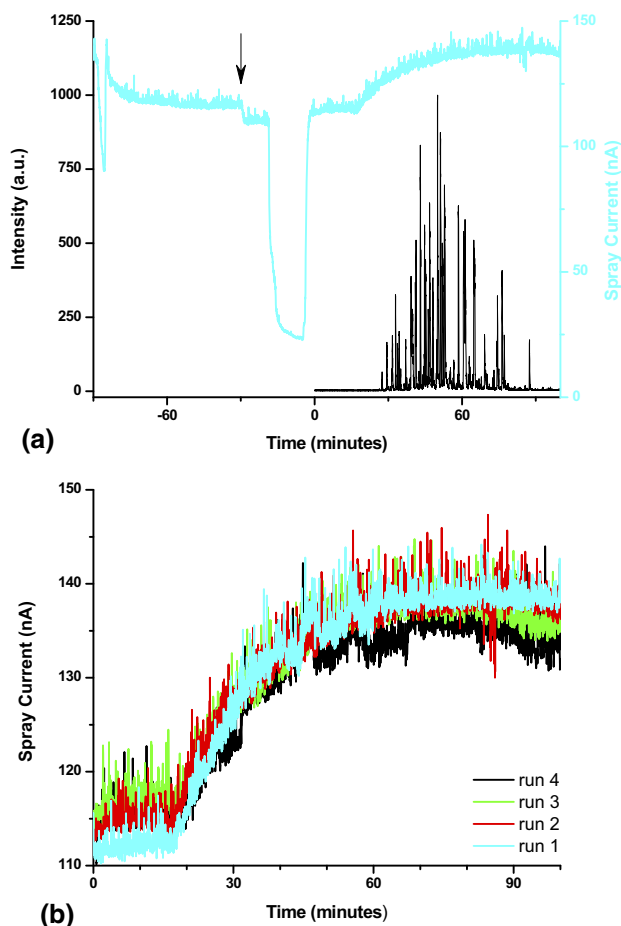 1250
1000
750
500
250
0
Intensity (a.u.)
150
100
50
0
Spray Current (nA)
-60
0
60
Time (minutes)
(a)
150
140
130
120
110
Spray Current (nA)
run 4
run 3
run 2
run 1
0
30
60
90
Time (minutes)
(b)